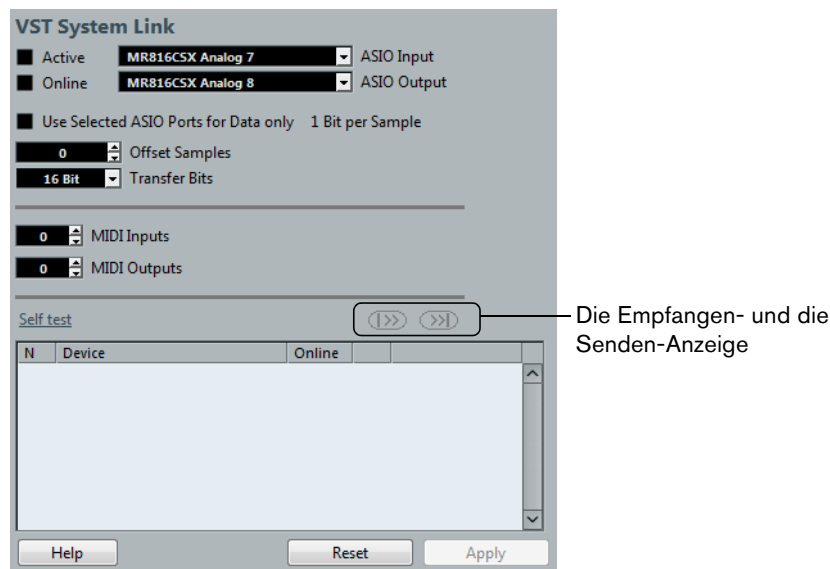 VST System Link
Active MR816CSX Analog 7 ASIO Input
Online MR816CSX Analog 8 ASIO Output
Use Selected ASIO Ports for Data only 1 Bit per Sample
0 Offset Samples
16 Bit Transfer Bits
0 MIDI Inputs
0 MIDI Outputs
Self test
Die Empfangen- und die
Senden-Anzeige
N Device Online
Help Reset Apply